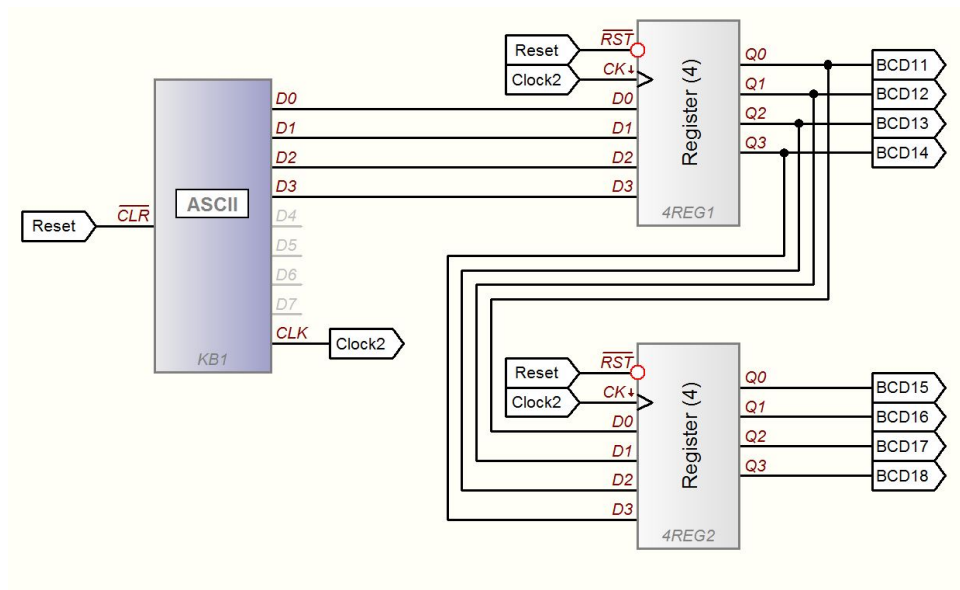 Reset
CLR
ASCII
D0
D1
D2
D3
D4
D5
D6
D7
CLK
KB1
Clock2
Reset
Clock2
RST
CK↓
D0
D1
D2
D3
Register (4)
4REG1
Q0
Q1
Q2
Q3
BCD11
BCD12
BCD13
BCD14
Reset
Clock2
RST
CK↓
D0
D1
D2
D3
Register (4)
4REG2
Q0
Q1
Q2
Q3
BCD15
BCD16
BCD17
BCD18